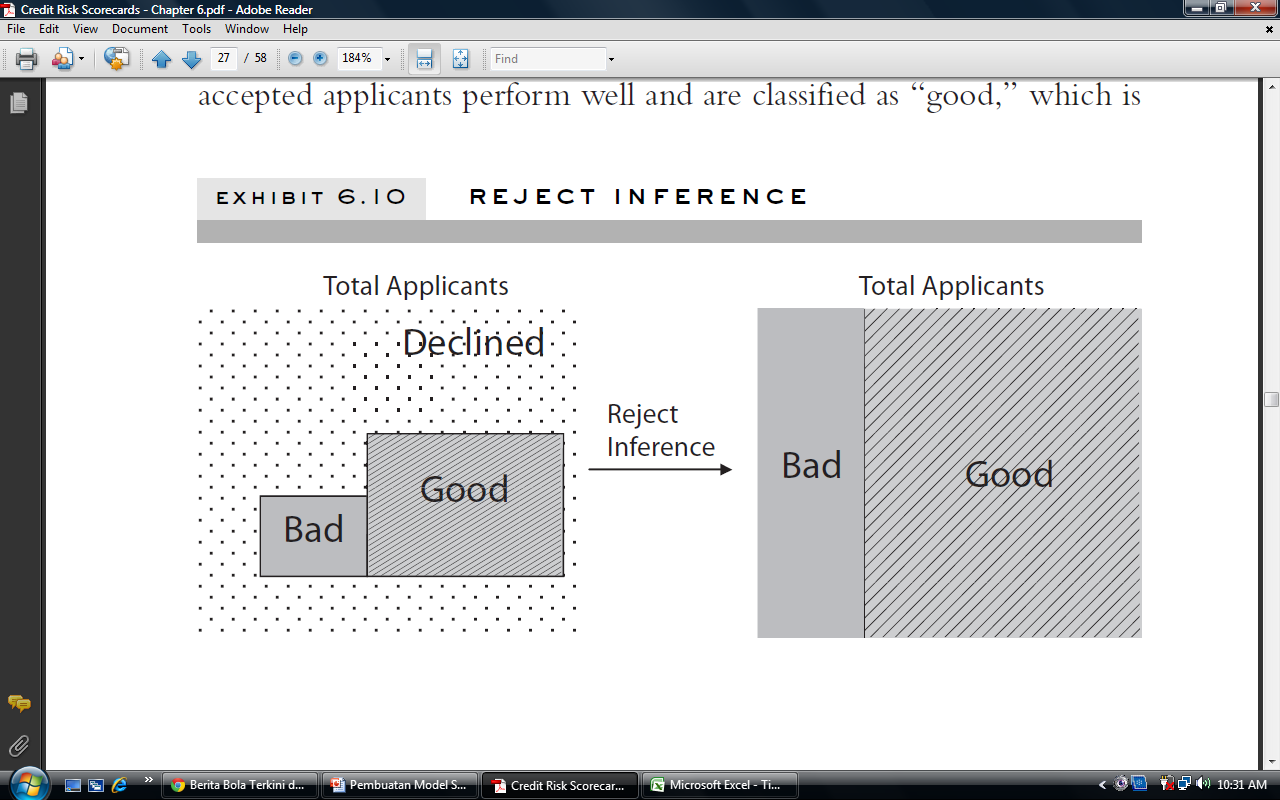 Credit Risk Scorecards - Chapter 6.pdf - Adobe Reader
File Edit View Document Tools Window Help
27 / 58 184% Find
accepted applicants perform well and are classified as “good,” which is
EXHIBIT 6.10 REJECT INFERENCE
Total Applicants Total Applicants
Declined
Reject
Inference
Bad Good
Good
Bad
Berita Bola Terkini d... Pembuatan Model S... Credit Risk Scorecar... Microsoft Excel - Ti... 10:31 AM